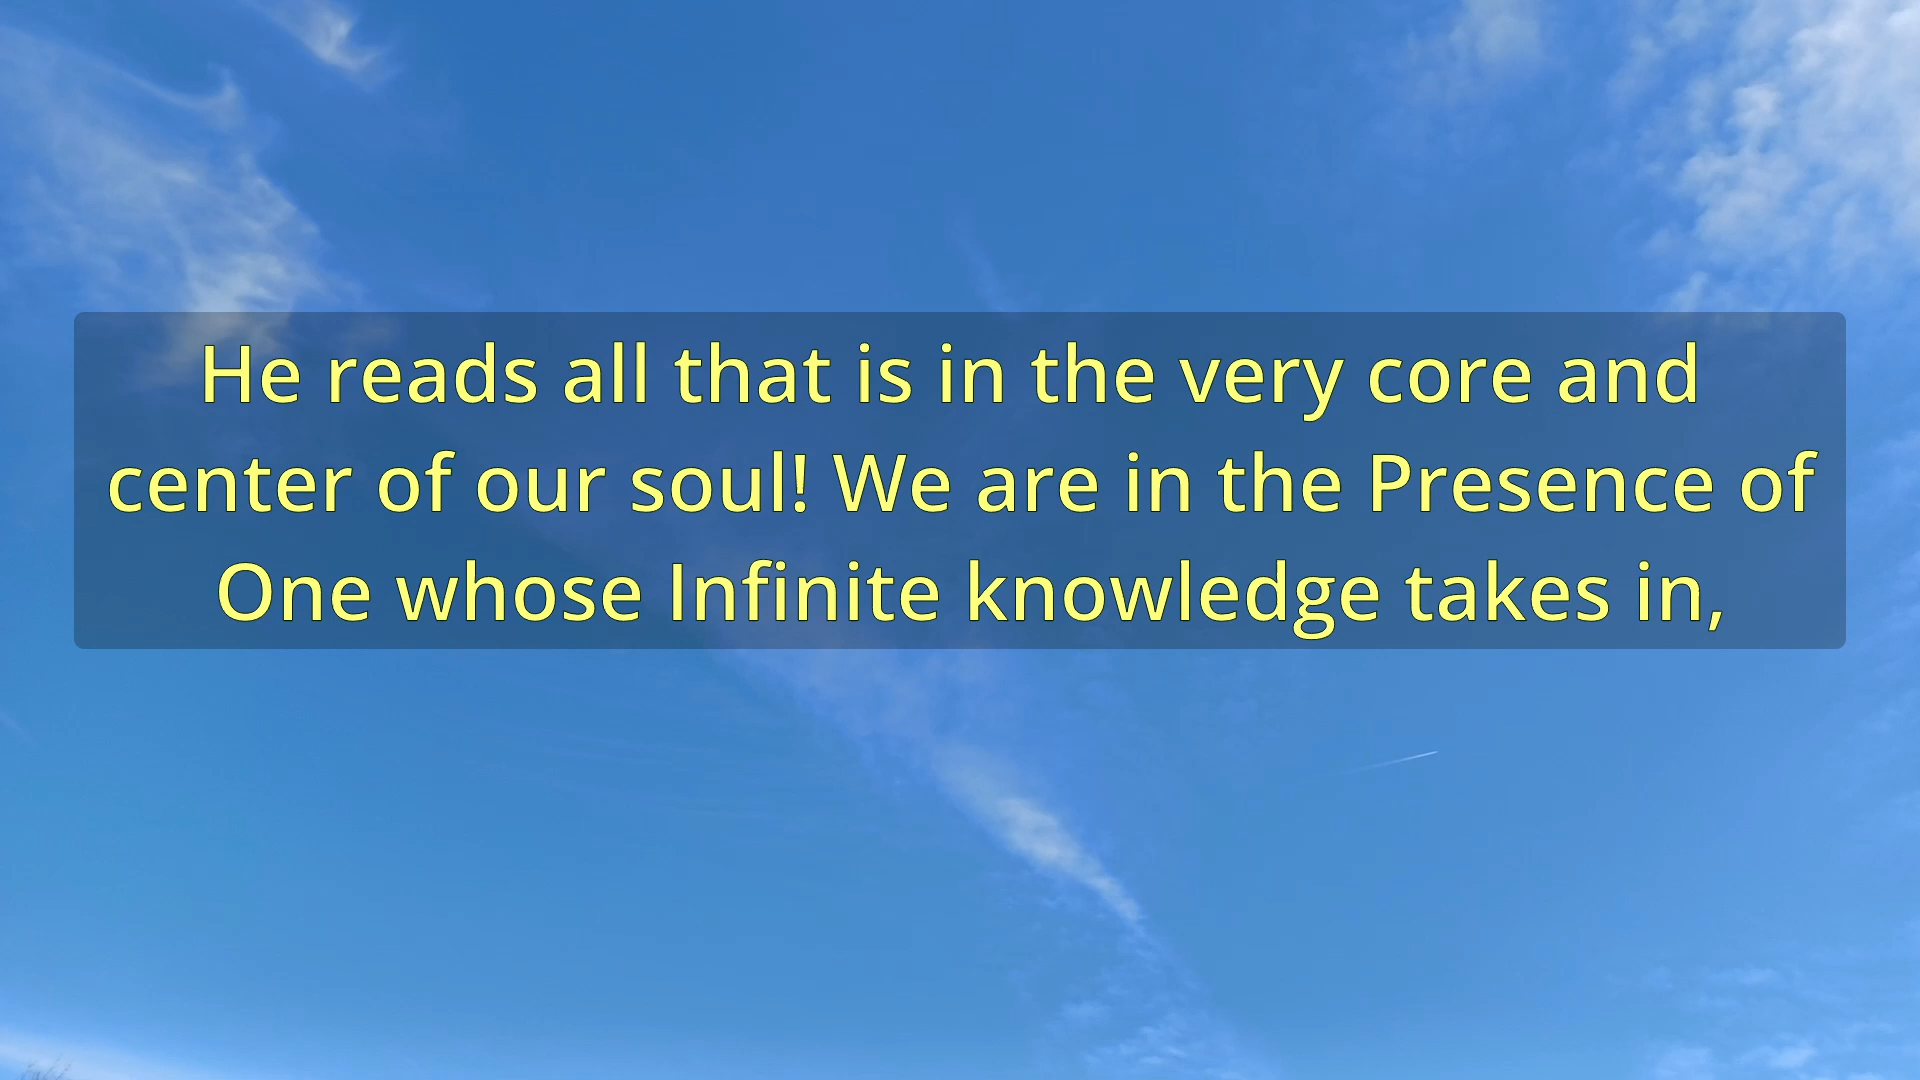 He reads all that is in the very core and
center of our soul! We are in the Presence of
One whose Infinite knowledge takes in,